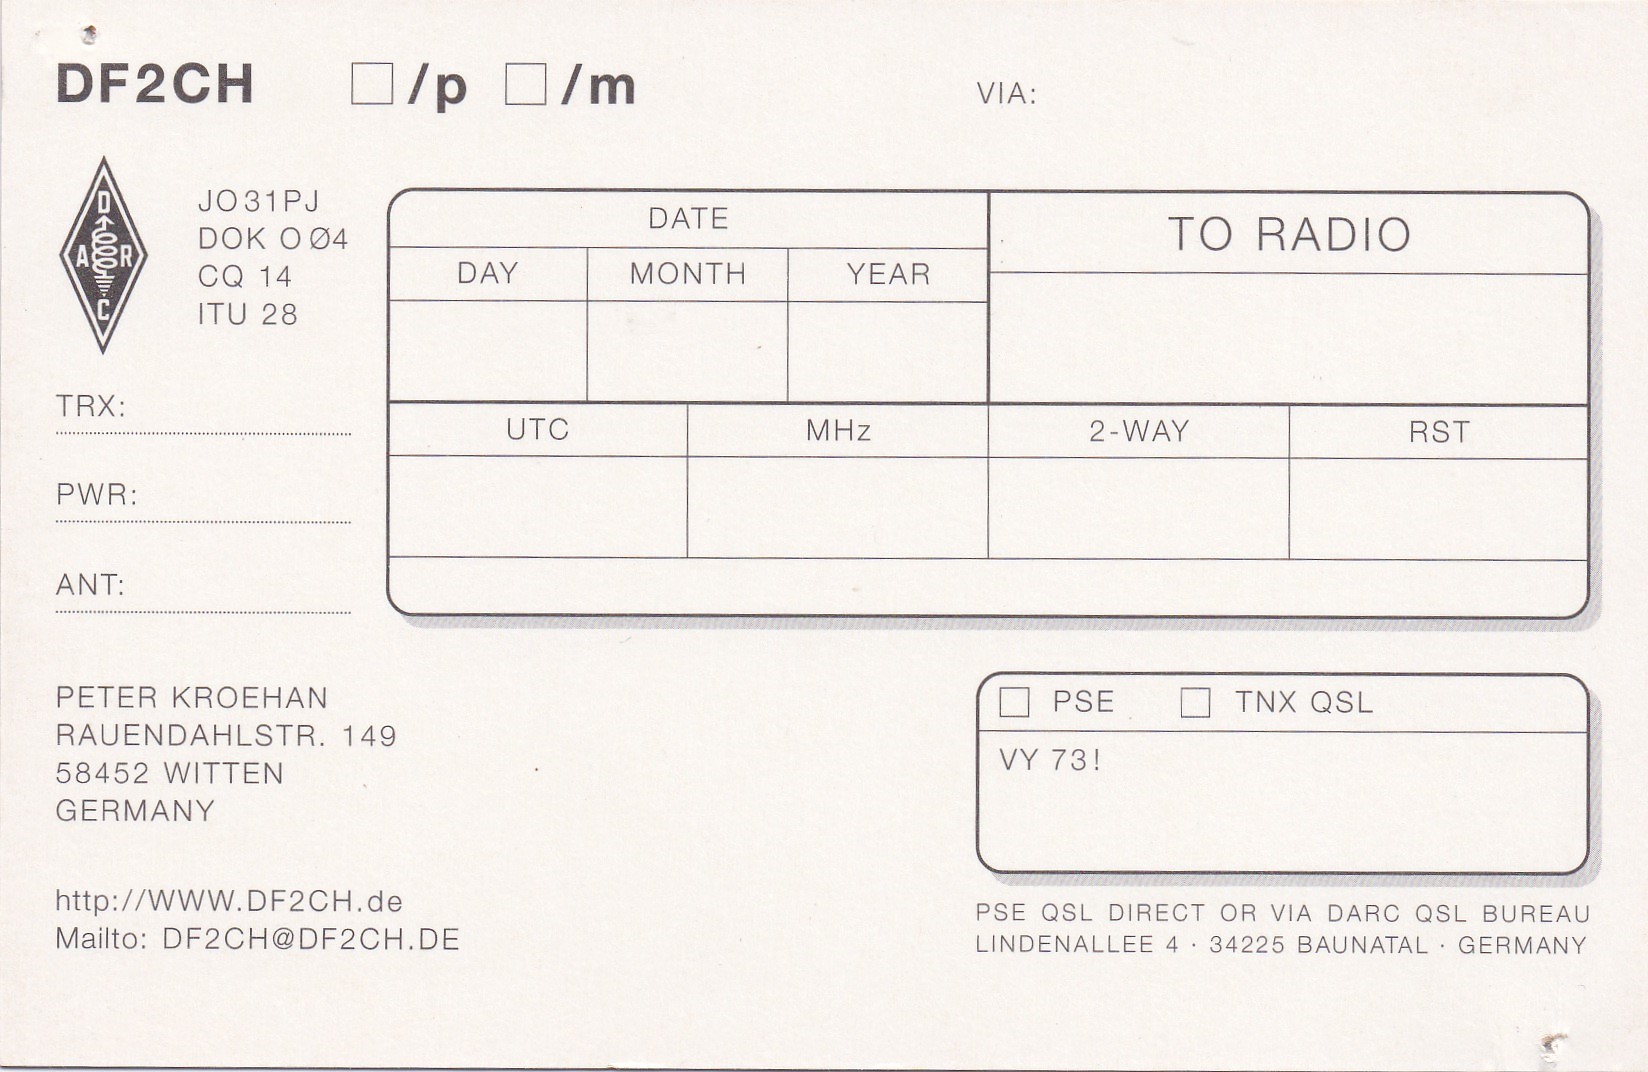 DF2CH □/p □/m
VIA:
D
A R
C
JO31PJ
DOK O Ø4
CQ 14
ITU 28
TRX:
PWR:
ANT:
DATE
DAY MONTH YEAR
TO RADIO
UTC MHz 2-WAY RST
PETER KROEHAN
RAUENDAHLSTR. 149
58452 WITTEN
GERMANY
http://WWW.DF2CH.de
Mailto: DF2CH@DF2CH.DE
□ PSE □ TNX QSL
VY 73!
PSE QSL DIRECT OR VIA DARC QSL BUREAU
LINDENALLEE 4 · 34225 BAUNATAL · GERMANY